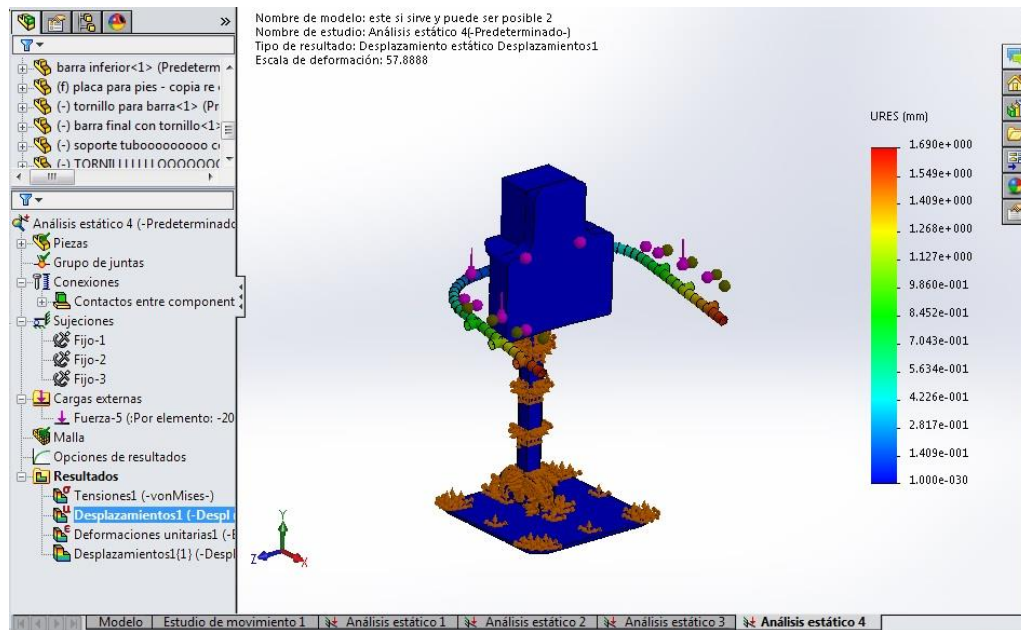 Nombre de modelo: este si sirve y puede ser posible 2
Nombre de estudio: Análisis estático 4(-Predeterminado-)
Tipo de resultado: Desplazamiento estático Desplazamientos1
Escala de deformación: 57.8888
barra inferior<1> (Predeterm
(f) placa para pies - copia re
(-) tornillo para barra<1> (Pr
(-) barra final con tornillo<1>
(-) soporte tubooooooooo
Análisis estático 4 (-Predeterminado
Piezas
Grupo de juntas
Conexiones
Contactos entre component
Sujeciones
Fijo-1
Fijo-2
Fijo-3
Cargas externas
Fuerza-5 (:Por elemento: -20
Malla
Opciones de resultados
Resultados
Tensiones1 (-vonMises-)
Desplazamientos1 (-Despl
Deformaciones unitarias1 (-
Desplazamientos1{1} (-Despl
URES (mm)
1.690e+000
1.549e+000
1.409e+000
1.268e+000
1.127e+000
9.860e-001
8.452e-001
7.043e-001
5.634e-001
4.226e-001
2.817e-001
1.409e-001
1.000e-030
Y
Z
X
Modelo
Estudio de movimiento 1
Análisis estático 1
Análisis estático 2
Análisis estático 3
Análisis estático 4